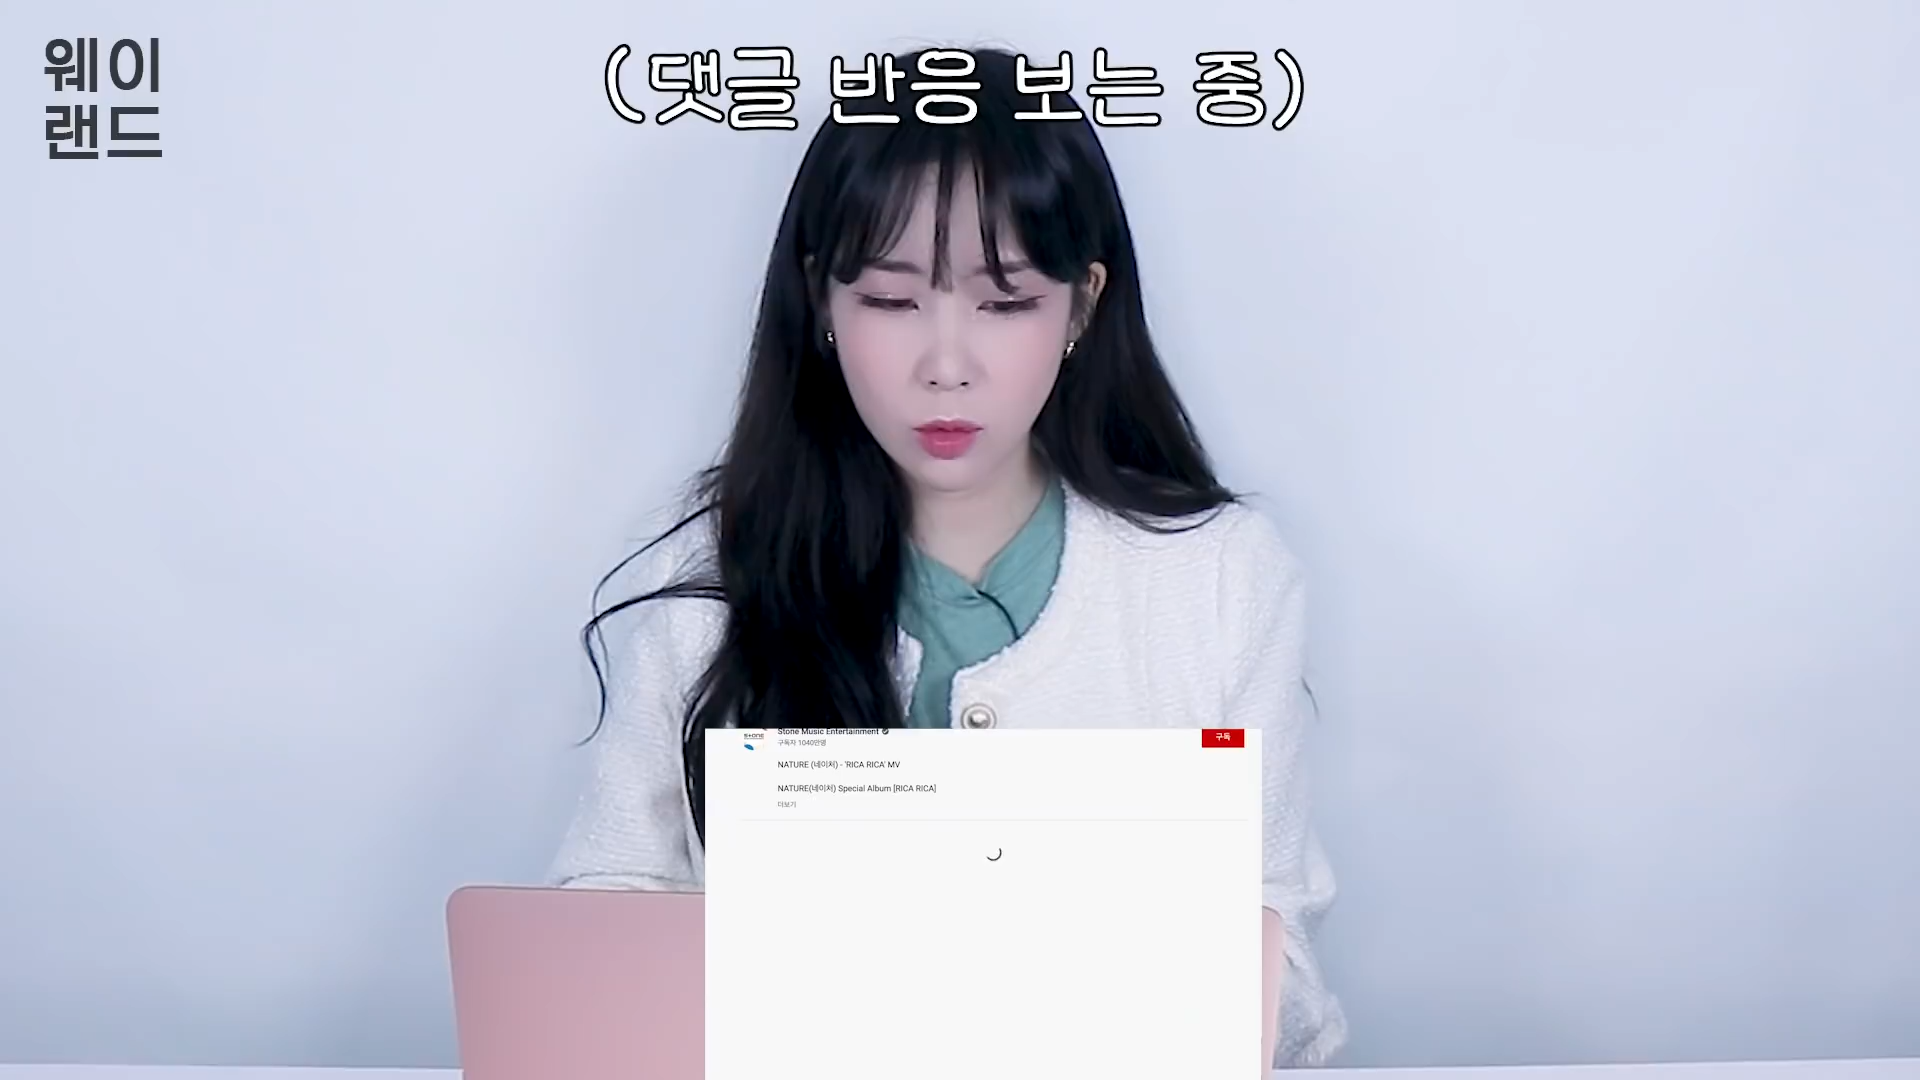 웨이
랜드
(댓글 반응 보는 중)
STONE
Stone Music Entertainment
구독자 1040만명
구독
NATURE (네이처) - 'RICA RICA' MV
NATURE(네이처) Special Album [RICA RICA]
더보기